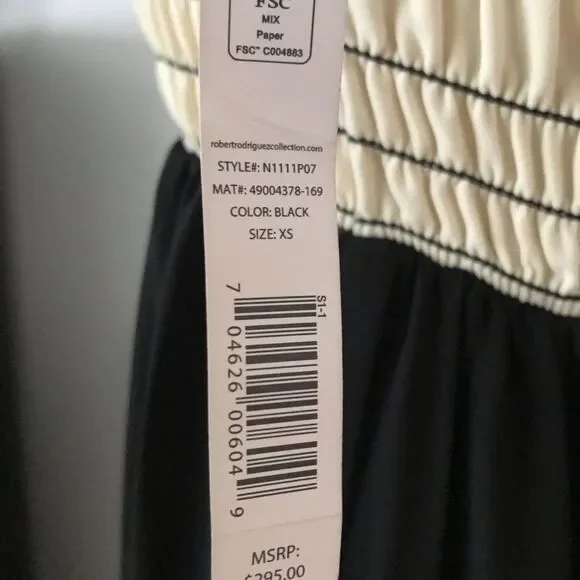 FSC
MIX
Paper
FSC™ C004883
robertrodriguezcollection.com
STYLE#: N1111P07
MAT#: 49004378-169
COLOR: BLACK
SIZE: XS
S1-1
7 04626 00604 9
MSRP:
$295.00